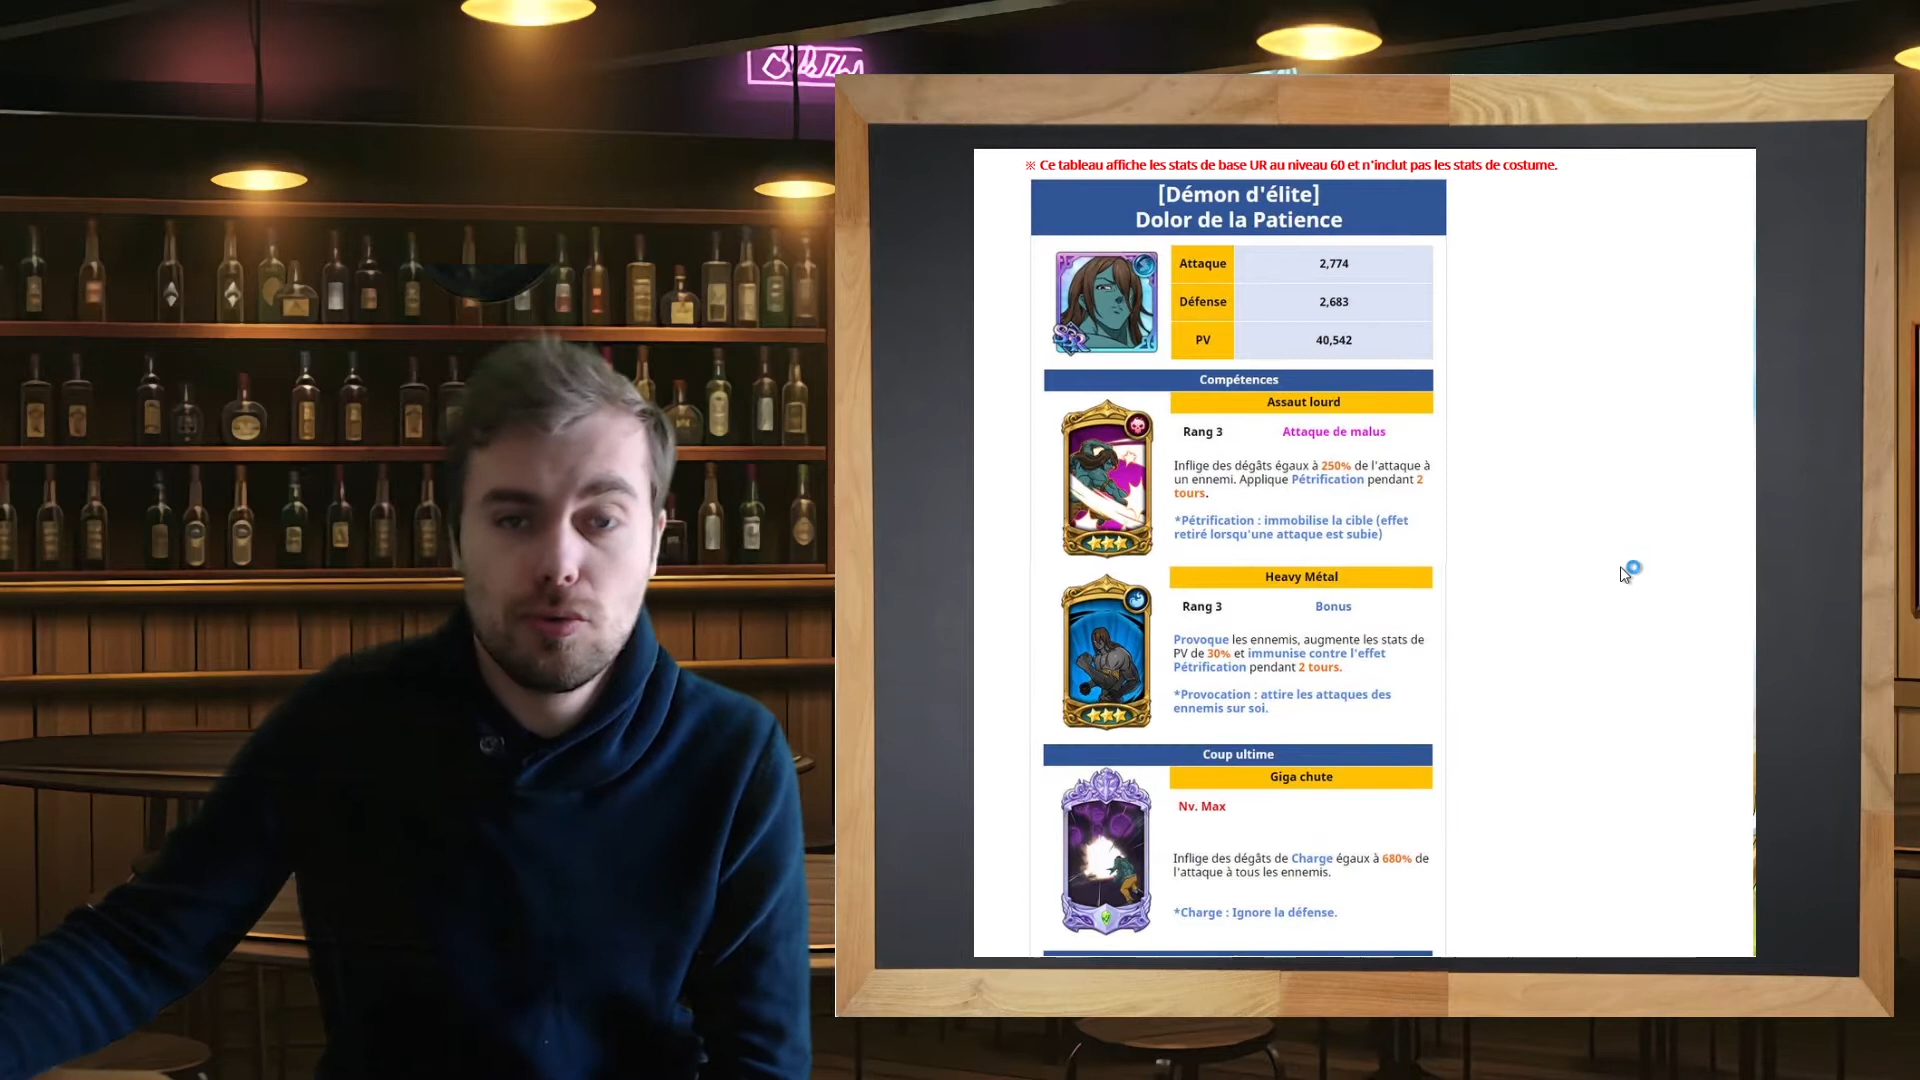 ※ Ce tableau affiche les stats de base UR au niveau 60 et n'inclut pas les stats de costume.
[Démon d'élite]
Dolor de la Patience
Attaque 2,774
Défense 2,683
PV 40,542
SSR
Compétences
Assaut lourd
Rang 3 Attaque de malus
Inflige des dégâts égaux à 250% de l'attaque à
un ennemi. Applique Pétrification pendant 2
tours.
*Pétrification : immobilise la cible (effet
retiré lorsqu'une attaque est subie)
Heavy Métal
Rang 3 Bonus
Provoque les ennemis, augmente les stats de
PV de 30% et immunise contre l'effet
Pétrification pendant 2 tours.
*Provocation : attire les attaques des
ennemis sur soi.
Coup ultime
Giga chute
Nv. Max
Inflige des dégâts de Charge égaux à 680% de
l'attaque à tous les ennemis.
*Charge : Ignore la défense.